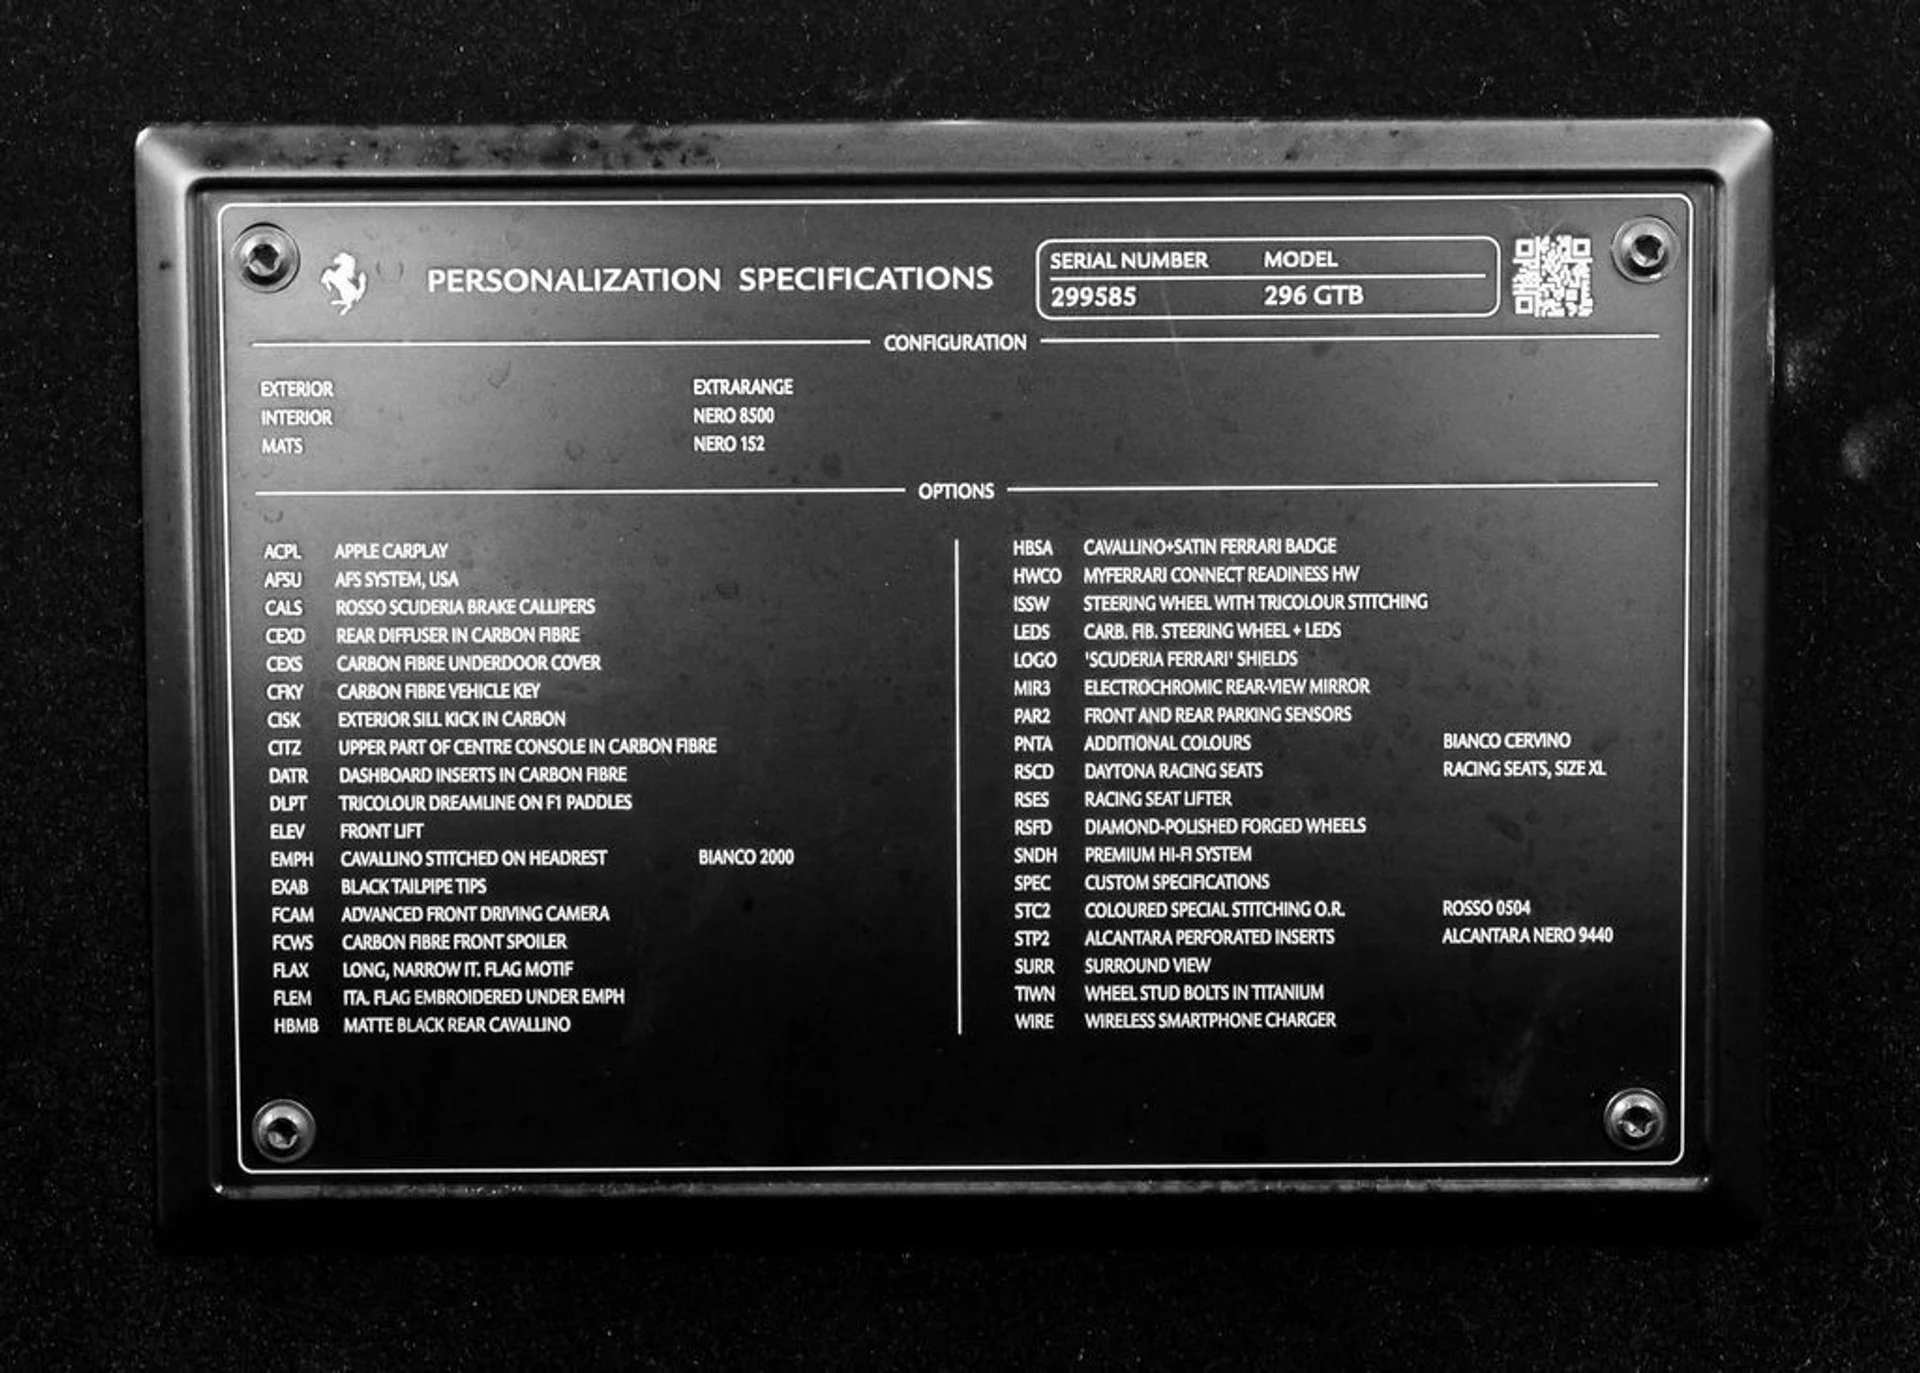 PERSONALIZATION SPECIFICATIONS
SERIAL NUMBER MODEL
299585 296 GTB
CONFIGURATION
EXTERIOR EXTRARANGE
INTERIOR NERO 8500
MATS NERO 152
OPTIONS
ACPL APPLE CARPLAY
AFSU AFS SYSTEM, USA
CALS ROSSO SCUDERIA BRAKE CALLIPERS
CEXD REAR DIFFUSER IN CARBON FIBRE
CEXS CARBON FIBRE UNDERDOOR COVER
CFKY CARBON FIBRE VEHICLE KEY
CISK EXTERIOR SILL KICK IN CARBON
CITZ UPPER PART OF CENTRE CONSOLE IN CARBON FIBRE
DATR DASHBOARD INSERTS IN CARBON FIBRE
DLPT TRICOLOUR DREAMLINE ON F1 PADDLES
ELEV FRONT LIFT
EMPH CAVALLINO STITCHED ON HEADREST BIANCO 2000
EXAB BLACK TAILPIPE TIPS
FCAM ADVANCED FRONT DRIVING CAMERA
FCWS CARBON FIBRE FRONT SPOILER
FLAX LONG, NARROW IT. FLAG MOTIF
FLEM ITA. FLAG EMBROIDERED UNDER EMPH
HBMB MATTE BLACK REAR CAVALLINO
HBSA CAVALLINO+SATIN FERRARI BADGE
HWCO MYFERRARI CONNECT READINESS HW
ISSW STEERING WHEEL WITH TRICOLOUR STITCHING
LEDS CARB. FIB. STEERING WHEEL + LEDS
LOGO 'SCUDERIA FERRARI' SHIELDS
MIR3 ELECTROCHROMIC REAR-VIEW MIRROR
PAR2 FRONT AND REAR PARKING SENSORS
PNTA ADDITIONAL COLOURS BIANCO CERVINO
RSCD DAYTONA RACING SEATS RACING SEATS, SIZE XL
RSES RACING SEAT LIFTER
RSFD DIAMOND-POLISHED FORGED WHEELS
SNDH PREMIUM HI-FI SYSTEM
SPEC CUSTOM SPECIFICATIONS
STC2 COLOURED SPECIAL STITCHING O.R. ROSSO 0504
STP2 ALCANTARA PERFORATED INSERTS ALCANTARA NERO 9440
SURR SURROUND VIEW
TIWN WHEEL STUD BOLTS IN TITANIUM
WIRE WIRELESS SMARTPHONE CHARGER